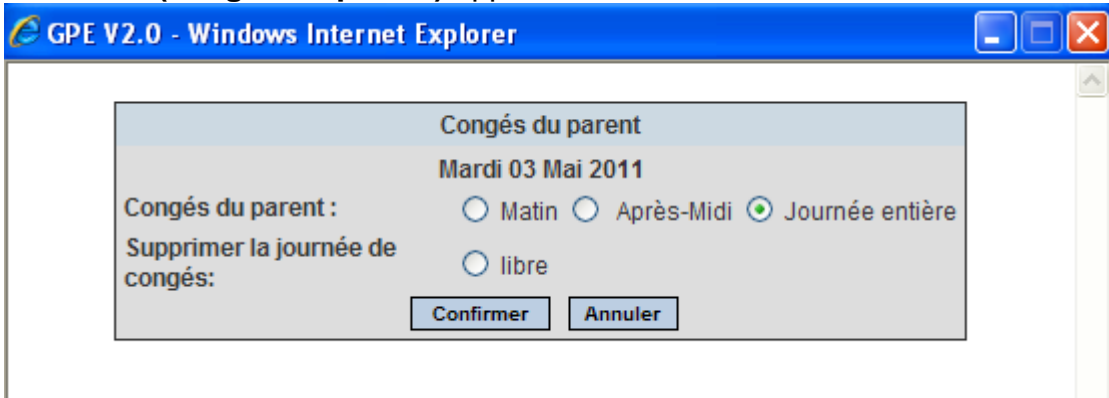 GPE V2.0 - Windows Internet Explorer
Congés du parent
Mardi 03 Mai 2011
Congés du parent : Matin Après-Midi Journée entière
Supprimer la journée de
congés: libre
Confirmer Annuler